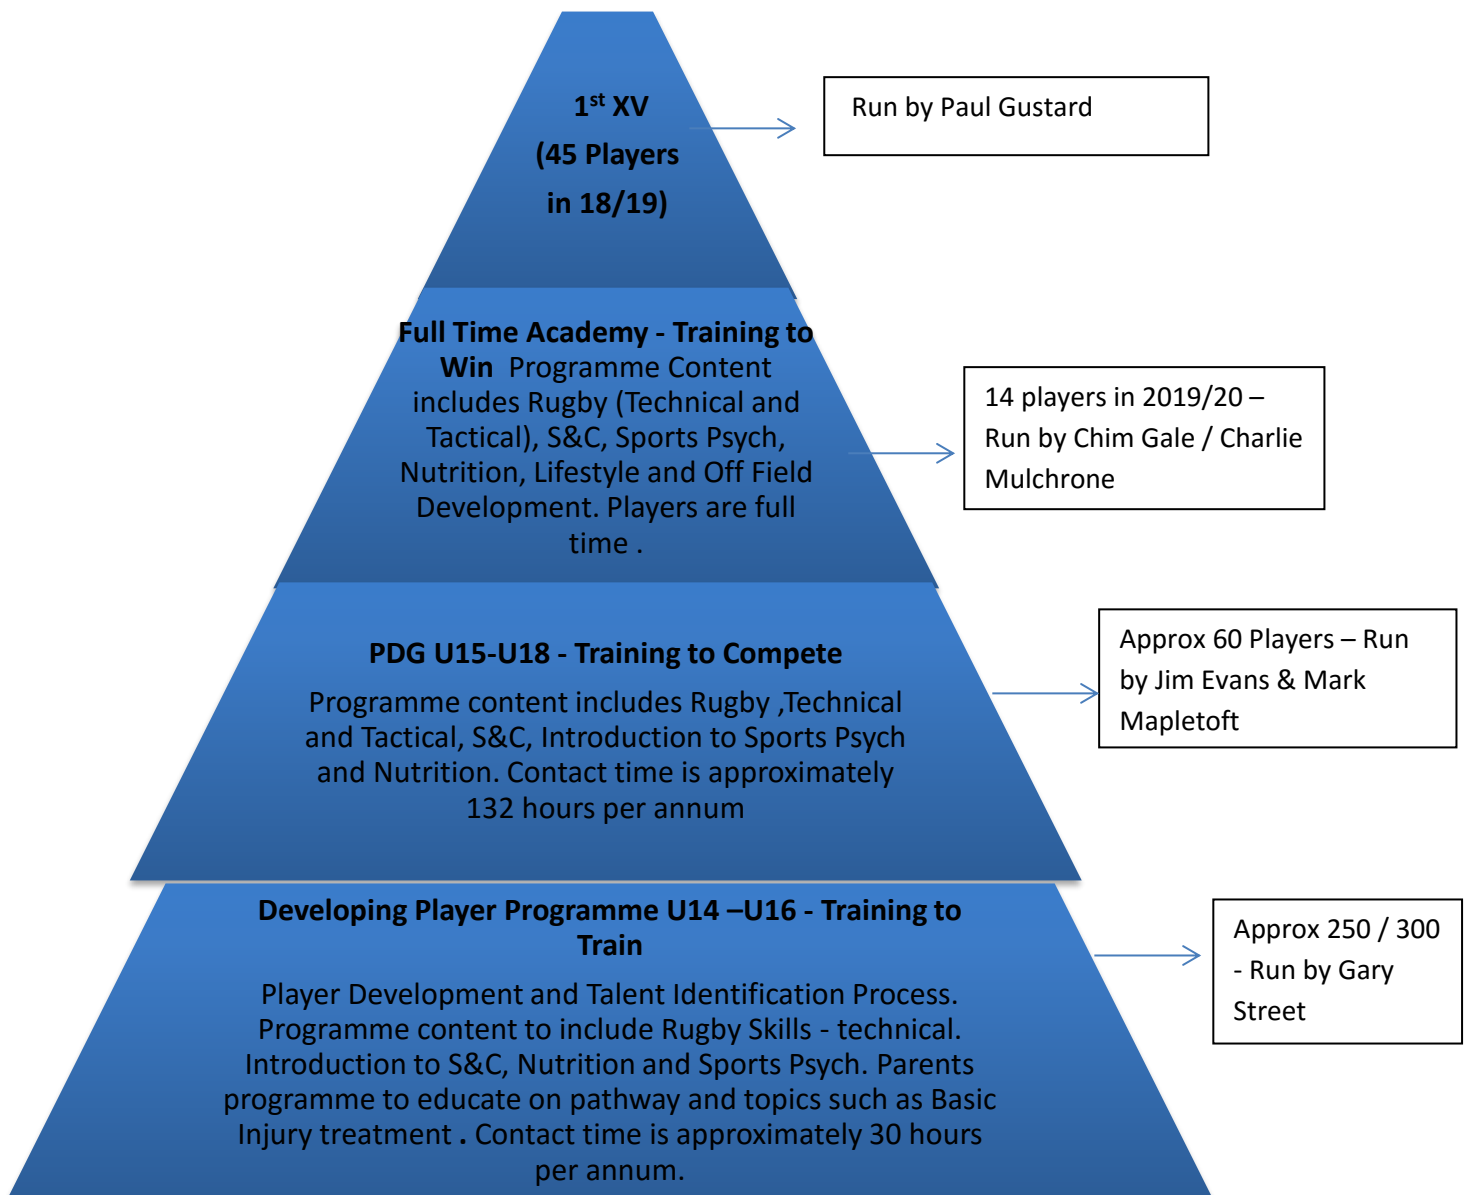 1st XV
(45 Players
in 18/19)
Run by Paul Gustard
Full Time Academy - Training to
Win  Programme Content
includes Rugby (Technical and
Tactical), S&C, Sports Psych,
Nutrition, Lifestyle and Off Field
Development. Players are full
time .
14 players in 2019/20 –
Run by Chim Gale / Charlie
Mulchrone
PDG U15-U18 - Training to Compete
Programme content includes Rugby ,Technical
and Tactical, S&C, Introduction to Sports Psych
and Nutrition. Contact time is approximately
132 hours per annum
Approx 60 Players – Run
by Jim Evans & Mark
Mapletoft
Developing Player Programme U14 –U16 - Training to
Train
Player Development and Talent Identification Process.
Programme content to include Rugby Skills - technical.
Introduction to S&C, Nutrition and Sports Psych. Parents
programme to educate on pathway and topics such as Basic
Injury treatment . Contact time is approximately 30 hours
per annum.
Approx 250 / 300
- Run by Gary
Street